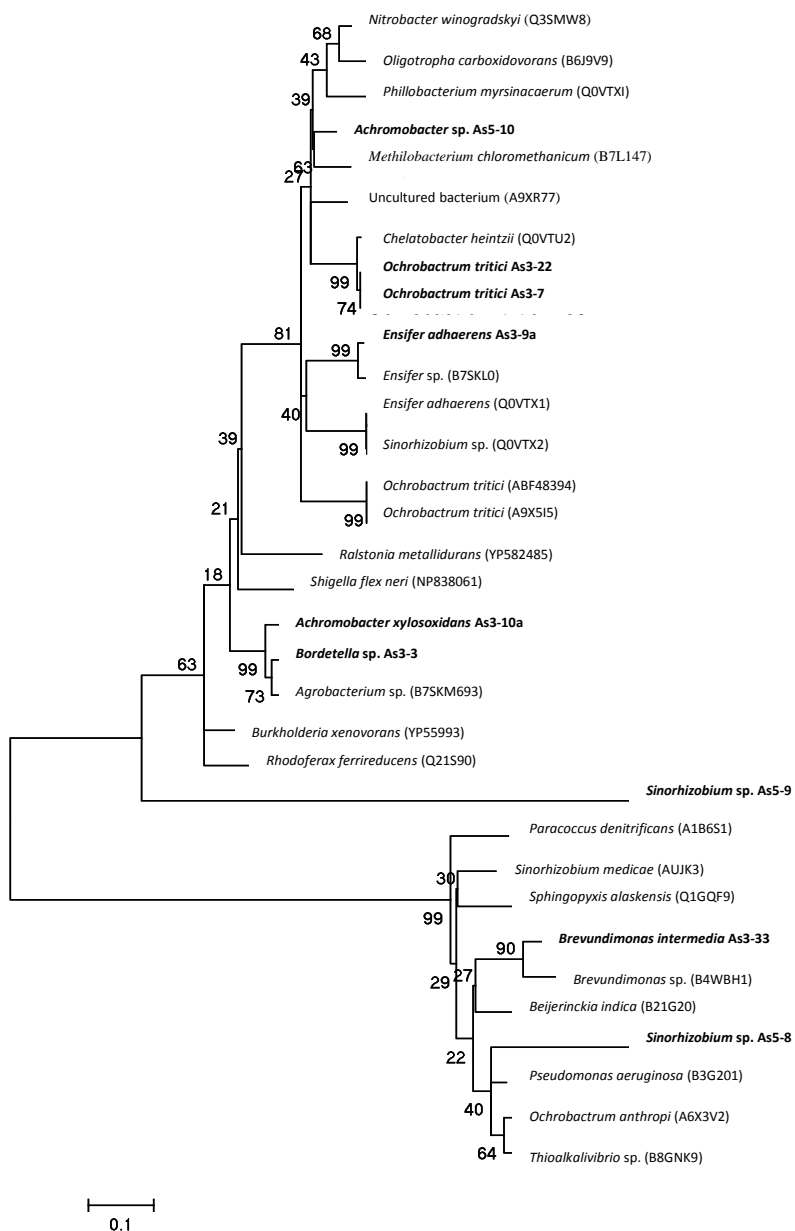 Nitrobacter winogradskyi (Q3SMW8)
68
Oligotropha carboxidovorans (B6J9V9)
43
Phillobacterium myrsinacaerum (Q0VTXI)
39
Achromobacter sp. As5-10
Methilobacterium chloromethanicum (B7L147)
63
27
Uncultured bacterium (A9XR77)
Chelatobacter heintzii (Q0VTU2)
Ochrobactrum tritici As3-22
99
Ochrobactrum tritici As3-7
74
81
Ensifer adhaerens As3-9a
99
Ensifer sp. (B7SKL0)
Ensifer adhaerens (Q0VTX1)
40
39
Sinorhizobium sp. (Q0VTX2)
99
Ochrobactrum tritici (ABF48394)
21
Ochrobactrum tritici (A9X5I5)
99
Ralstonia metallidurans (YP582485)
18
Shigella flex neri (NP838061)
Achromobacter xylosoxidans As3-10a
Bordetella sp. As3-3
63
99
73
Agrobacterium sp. (B7SKM693)
Burkholderia xenovorans (YP55993)
Rhodoferax ferrireducens (Q21S90)
Sinorhizobium sp. As5-9
Paracoccus denitrificans (A1B6S1)
Sinorhizobium medicae (AUJK3)
30
Sphingopyxis alaskensis (Q1GQF9)
99
Brevundimonas intermedia As3-33
90
27
29
Brevundimonas sp. (B4WBH1)
Beijerinckia indica (B21G20)
Sinorhizobium sp. As5-8
22
Pseudomonas aeruginosa (B3G201)
40
Ochrobactrum anthropi (A6X3V2)
64
Thioalkalivibrio sp. (B8GNK9)
0.1